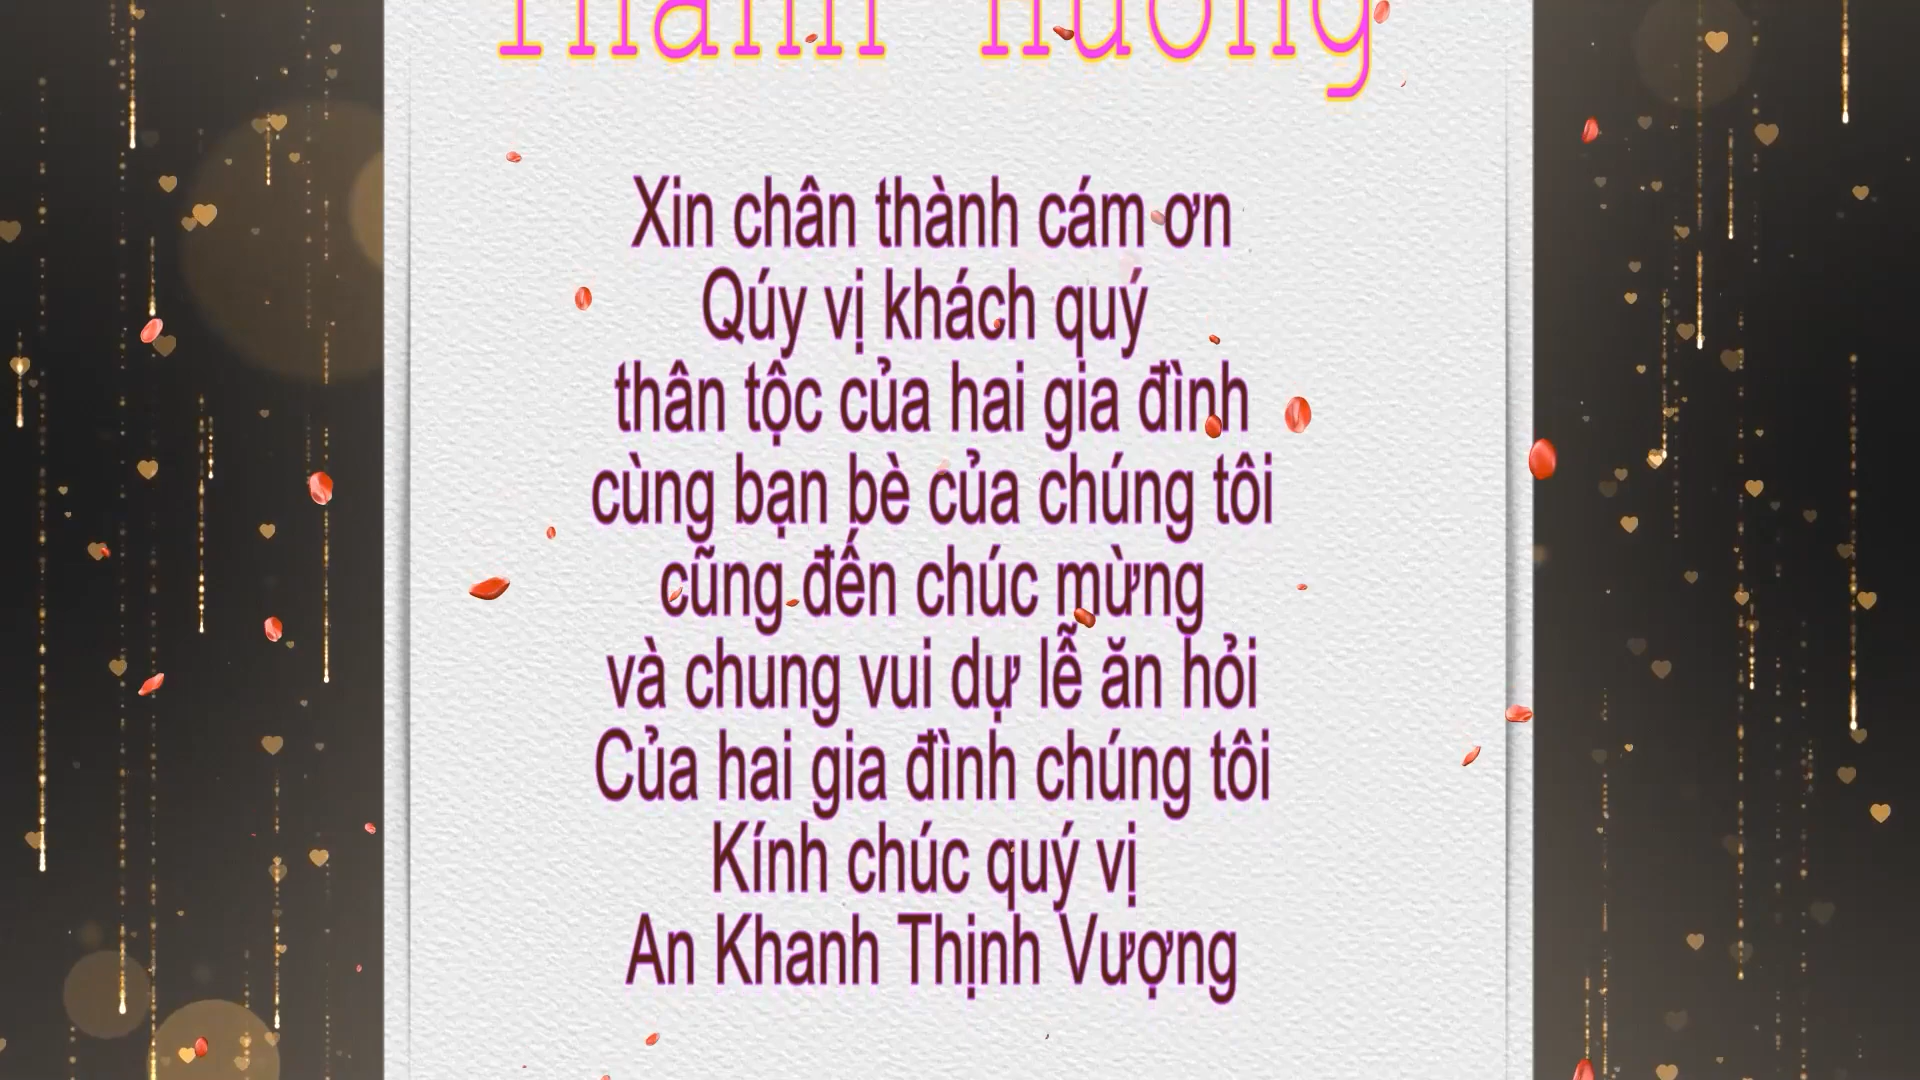 Xin chân thành cám ơn
Qúy vị khách quý
thân tộc của hai gia đình
cùng bạn bè của chúng tôi
cũng đến chúc mừng
và chung vui dự lễ ăn hỏi
Của hai gia đình chúng tôi
Kính chúc quý vị
An Khanh Thịnh Vượng